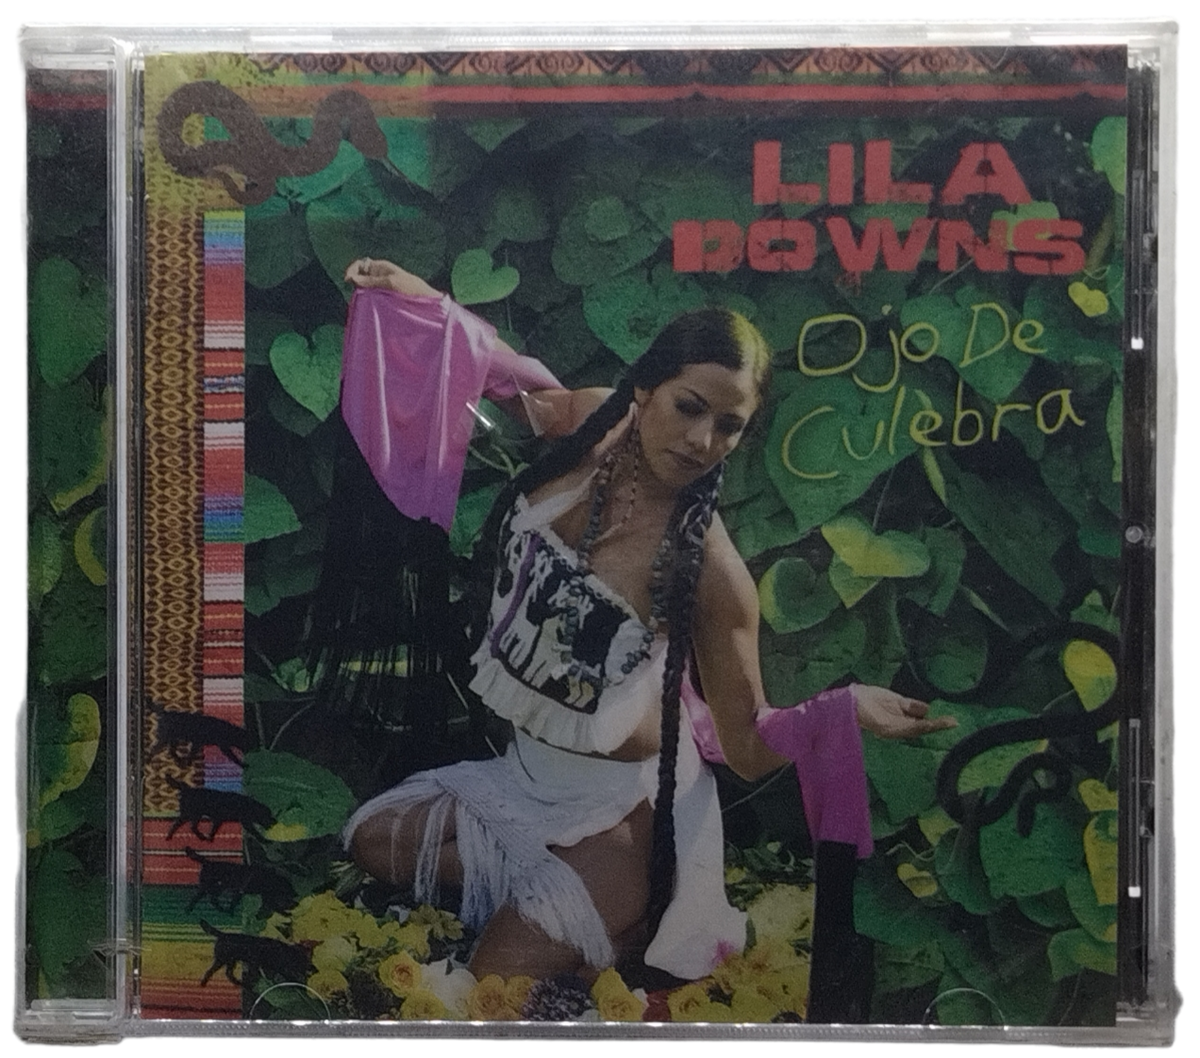 LILA
DOWNS
Ojo De
Culebra